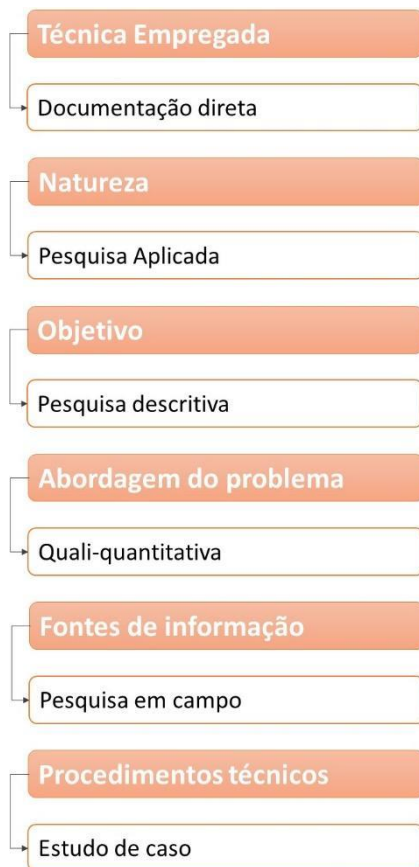 Técnica Empregada
Documentação direta
Natureza
Pesquisa Aplicada
Objetivo
Pesquisa descritiva
Abordagem do problema
Quali-quantitativa
Fontes de informação
Pesquisa em campo
Procedimentos técnicos
Estudo de caso